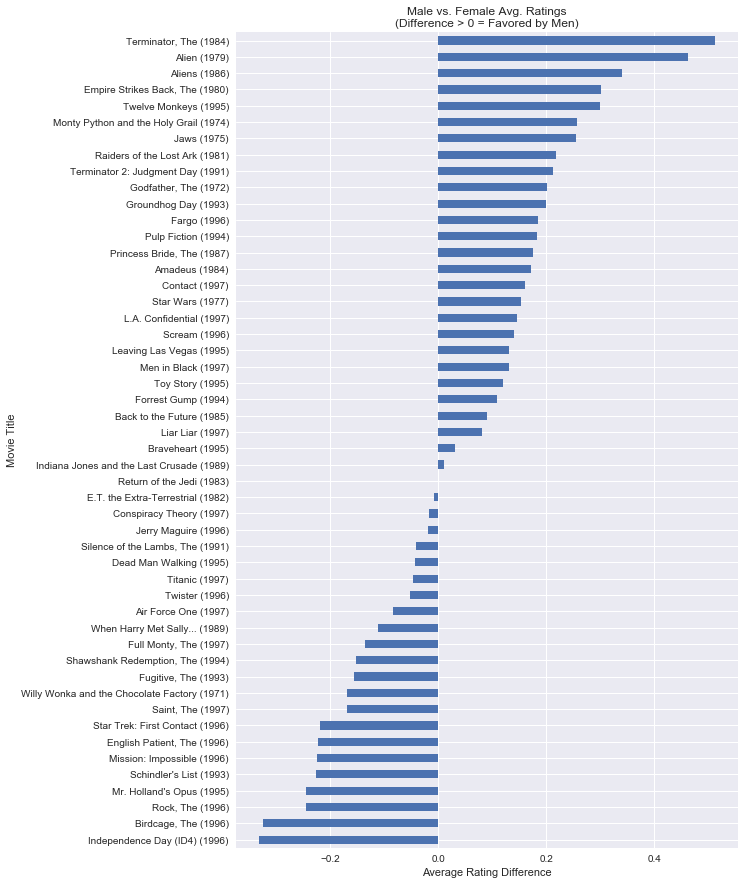 Male vs. Female Avg. Ratings
(Difference > 0 = Favored by Men)
Terminator, The (1984)
Alien (1979)
Aliens (1986)
Empire Strikes Back, The (1980)
Twelve Monkeys (1995)
Monty Python and the Holy Grail (1974)
Jaws (1975)
Raiders of the Lost Ark (1981)
Terminator 2: Judgment Day (1991)
Godfather, The (1972)
Groundhog Day (1993)
Fargo (1996)
Pulp Fiction (1994)
Princess Bride, The (1987)
Amadeus (1984)
Contact (1997)
Star Wars (1977)
L.A. Confidential (1997)
Scream (1996)
Leaving Las Vegas (1995)
Men in Black (1997)
Toy Story (1995)
Forrest Gump (1994)
Back to the Future (1985)
Liar Liar (1997)
Braveheart (1995)
Indiana Jones and the Last Crusade (1989)
Return of the Jedi (1983)
E.T. the Extra-Terrestrial (1982)
Conspiracy Theory (1997)
Jerry Maguire (1996)
Silence of the Lambs, The (1991)
Dead Man Walking (1995)
Titanic (1997)
Twister (1996)
Air Force One (1997)
When Harry Met Sally... (1989)
Full Monty, The (1997)
Shawshank Redemption, The (1994)
Fugitive, The (1993)
Willy Wonka and the Chocolate Factory (1971)
Saint, The (1997)
Star Trek: First Contact (1996)
English Patient, The (1996)
Mission: Impossible (1996)
Schindler's List (1993)
Mr. Holland's Opus (1995)
Rock, The (1996)
Birdcage, The (1996)
Independence Day (ID4) (1996)
Movie Title
−0.2 0.0 0.2 0.4
Average Rating Difference